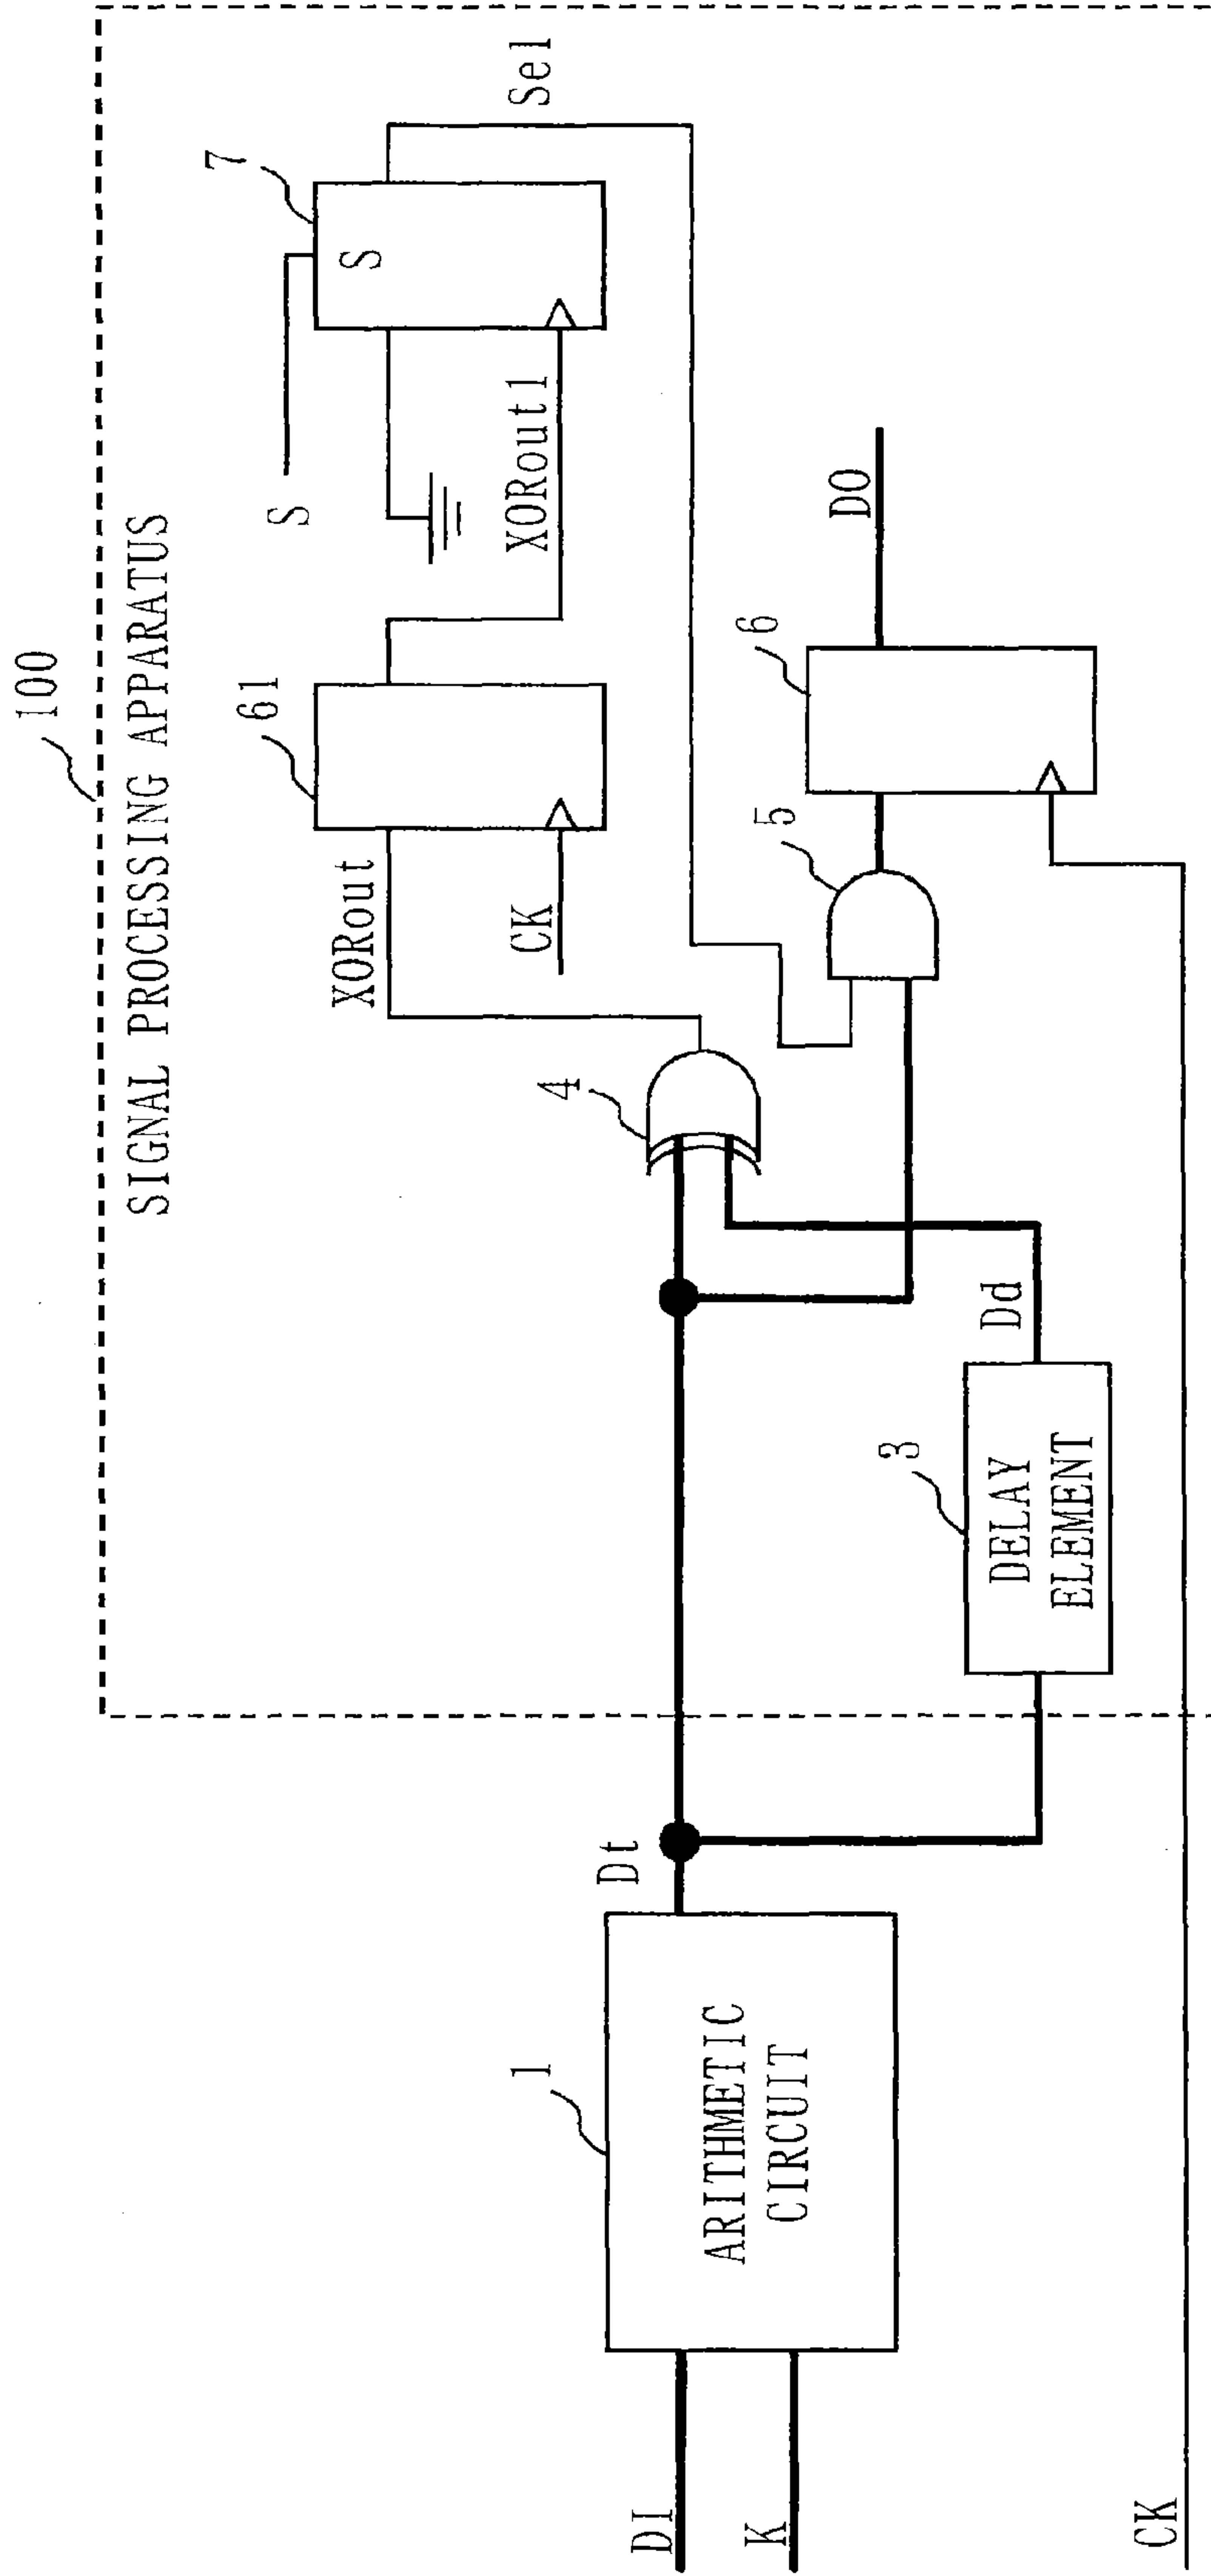 100
SIGNAL PROCESSING APPARATUS
7
S
S
Sel
61
XORout
CK
XORout1
4
5
6
DO
Dt
Dd
3
DELAY
ELEMENT
1
ARITHMETIC
CIRCUIT
DI
K
CK